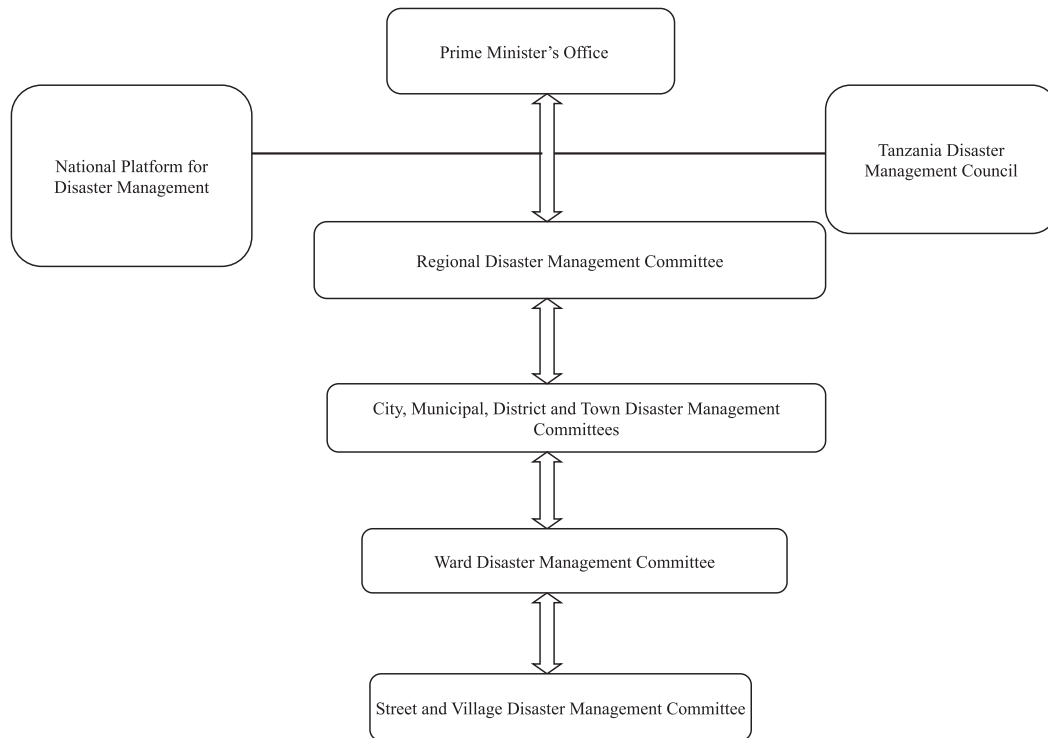 Prime Minister’s Office
National Platform for
Disaster Management
Tanzania Disaster
Management Council
Regional Disaster Management Committee
City, Municipal, District and Town Disaster Management
Committees
Ward Disaster Management Committee
Street and Village Disaster Management Committee